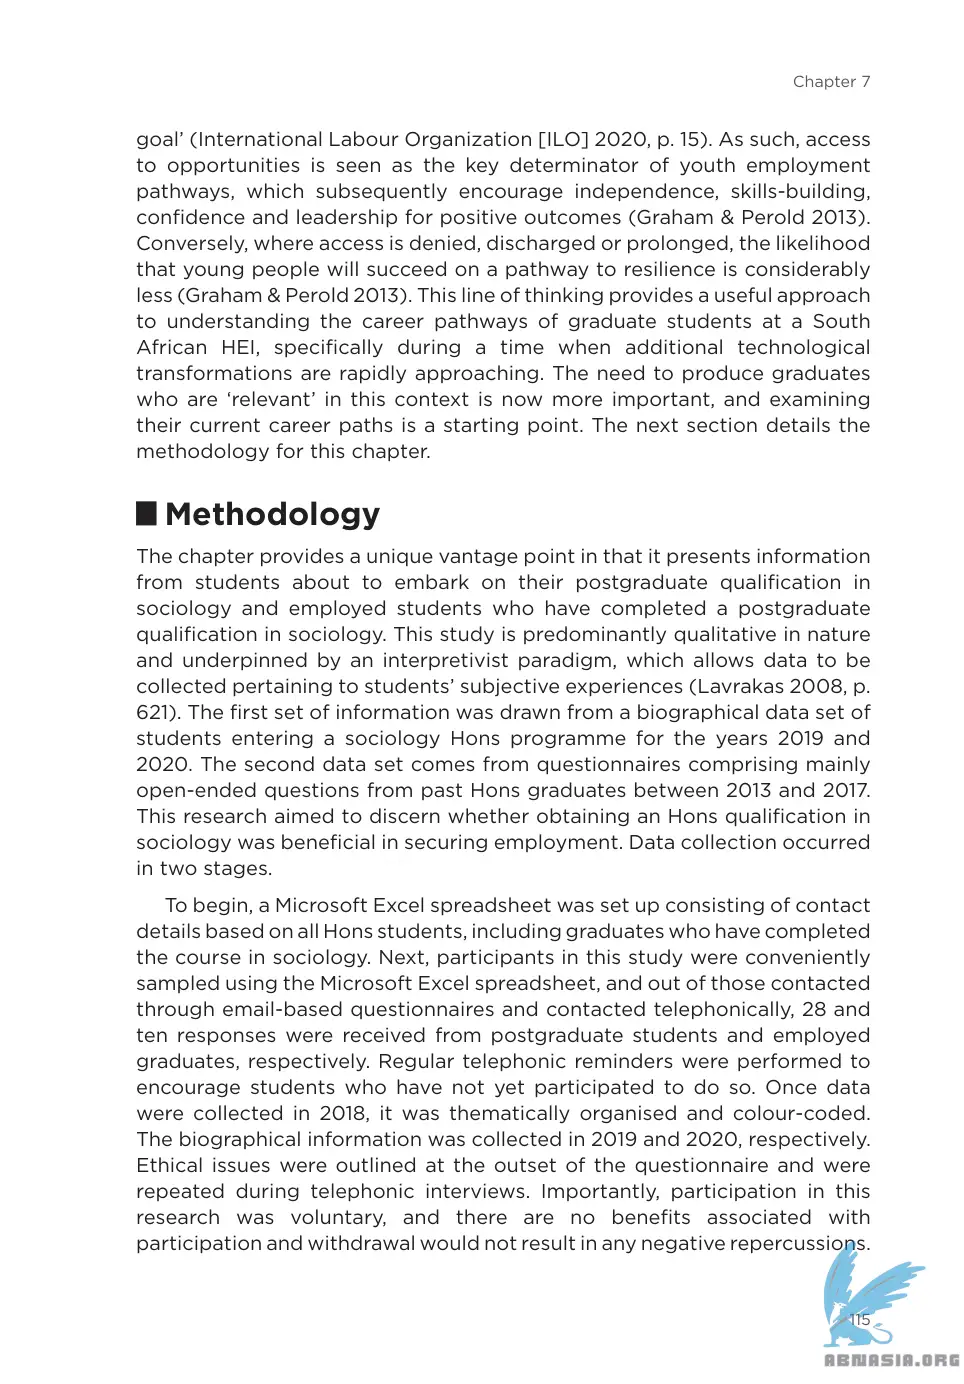 Chapter 7
goal’ (International Labour Organization [ILO] 2020, p. 15). As such, access
to opportunities is seen as the key determinator of youth employment
pathways, which subsequently encourage independence, skills-building,
confidence and leadership for positive outcomes (Graham & Perold 2013).
Conversely, where access is denied, discharged or prolonged, the likelihood
that young people will succeed on a pathway to resilience is considerably
less (Graham & Perold 2013). This line of thinking provides a useful approach
to understanding the career pathways of graduate students at a South
African HEI, specifically during a time when additional technological
transformations are rapidly approaching. The need to produce graduates
who are ‘relevant’ in this context is now more important, and examining
their current career paths is a starting point. The next section details the
methodology for this chapter.
Methodology
The chapter provides a unique vantage point in that it presents information
from students about to embark on their postgraduate qualification in
sociology and employed students who have completed a postgraduate
qualification in sociology. This study is predominantly qualitative in nature
and underpinned by an interpretivist paradigm, which allows data to be
collected pertaining to students’ subjective experiences (Lavrakas 2008, p.
621). The first set of information was drawn from a biographical data set of
students entering a sociology Hons programme for the years 2019 and
2020. The second data set comes from questionnaires comprising mainly
open-ended questions from past Hons graduates between 2013 and 2017.
This research aimed to discern whether obtaining an Hons qualification in
sociology was beneficial in securing employment. Data collection occurred
in two stages.
To begin, a Microsoft Excel spreadsheet was set up consisting of contact
details based on all Hons students, including graduates who have completed
the course in sociology. Next, participants in this study were conveniently
sampled using the Microsoft Excel spreadsheet, and out of those contacted
through email-based questionnaires and contacted telephonically, 28 and
ten responses were received from postgraduate students and employed
graduates, respectively. Regular telephonic reminders were performed to
encourage students who have not yet participated to do so. Once data
were collected in 2018, it was thematically organised and colour-coded.
The biographical information was collected in 2019 and 2020, respectively.
Ethical issues were outlined at the outset of the questionnaire and were
repeated during telephonic interviews. Importantly, participation in this
research was voluntary, and there are no benefits associated with
participation and withdrawal would not result in any negative repercussions.
115
ABNASIA.ORG